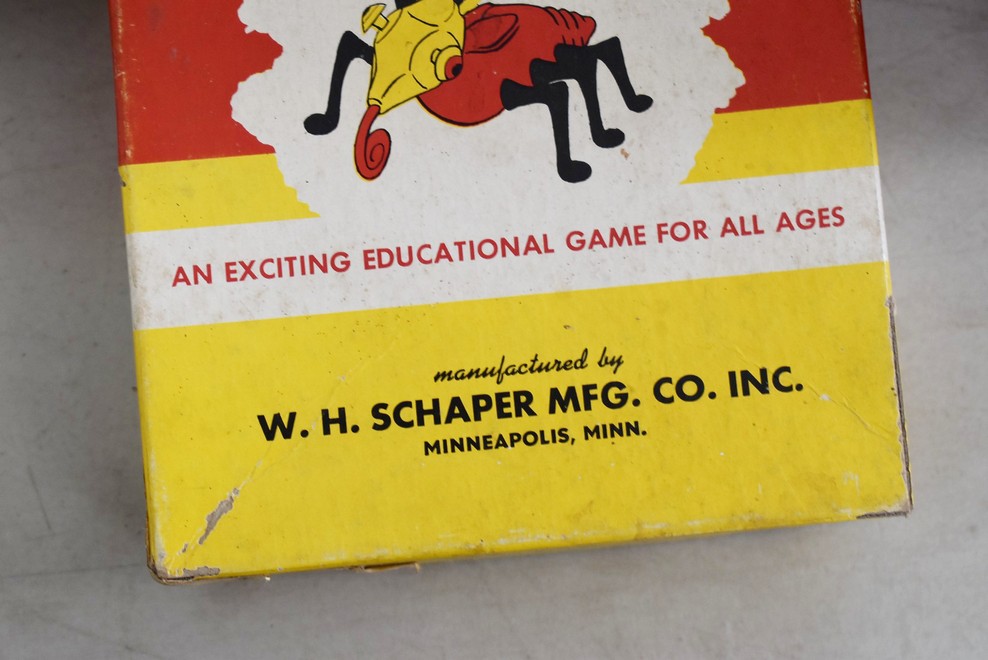 AN EXCITING EDUCATIONAL GAME FOR ALL AGES
manufactured by
W. H. SCHAPER MFG. CO. INC.
MINNEAPOLIS, MINN.